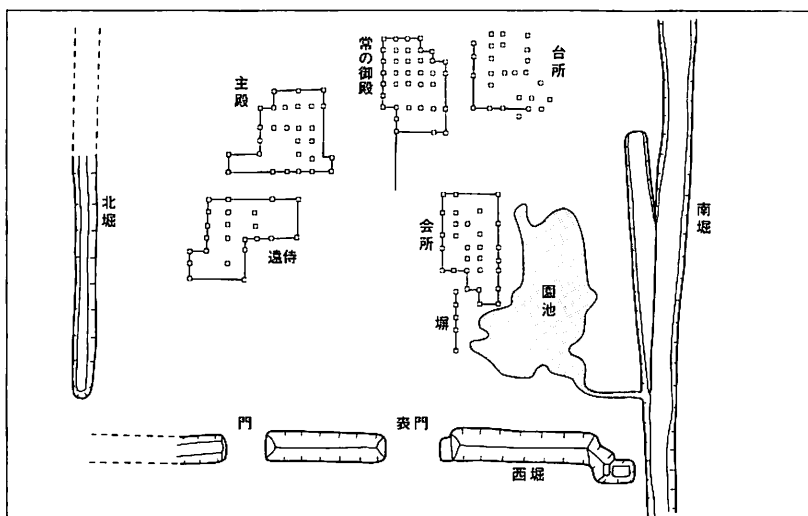 台所
常の御殿
主殿
北堀
南堀
会所
遠侍
園池
塀
門
表門
西堀